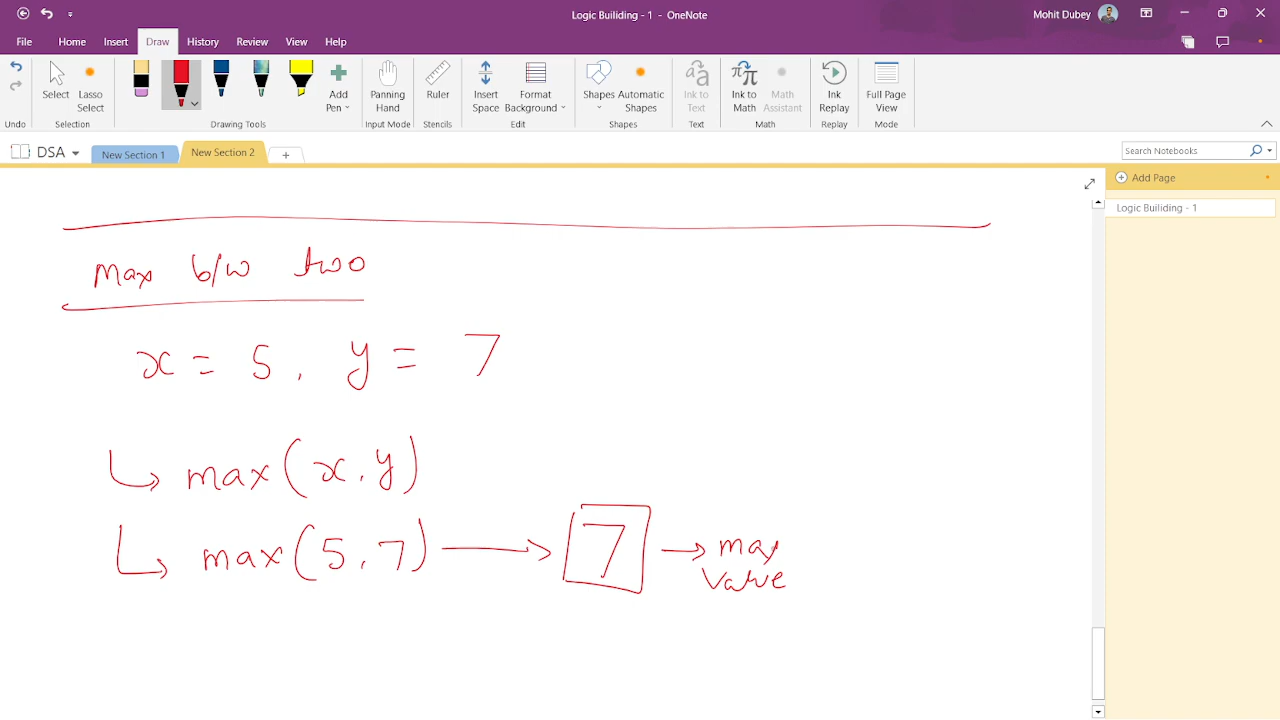 Logic Building - 1 - OneNote
Mohit Dubey
File Home Insert Draw History Review View Help
Undo
Select
Lasso Select
Add Pen
Panning Hand
Ruler
Insert Space
Format Background
Shapes
Automatic Shapes
Ink to Text
Ink to Math
Math Assistant
Ink Replay
Full Page View
Undo Selection Drawing Tools Input Mode Stencils Edit Shapes Text Math Replay Mode
DSA New Section 1 New Section 2 +
Search Notebooks
Add Page
Logic Builiding - 1
Max b/w two
x = 5, y = 7
max(x,y)
max(5,7) → 7 → max
value